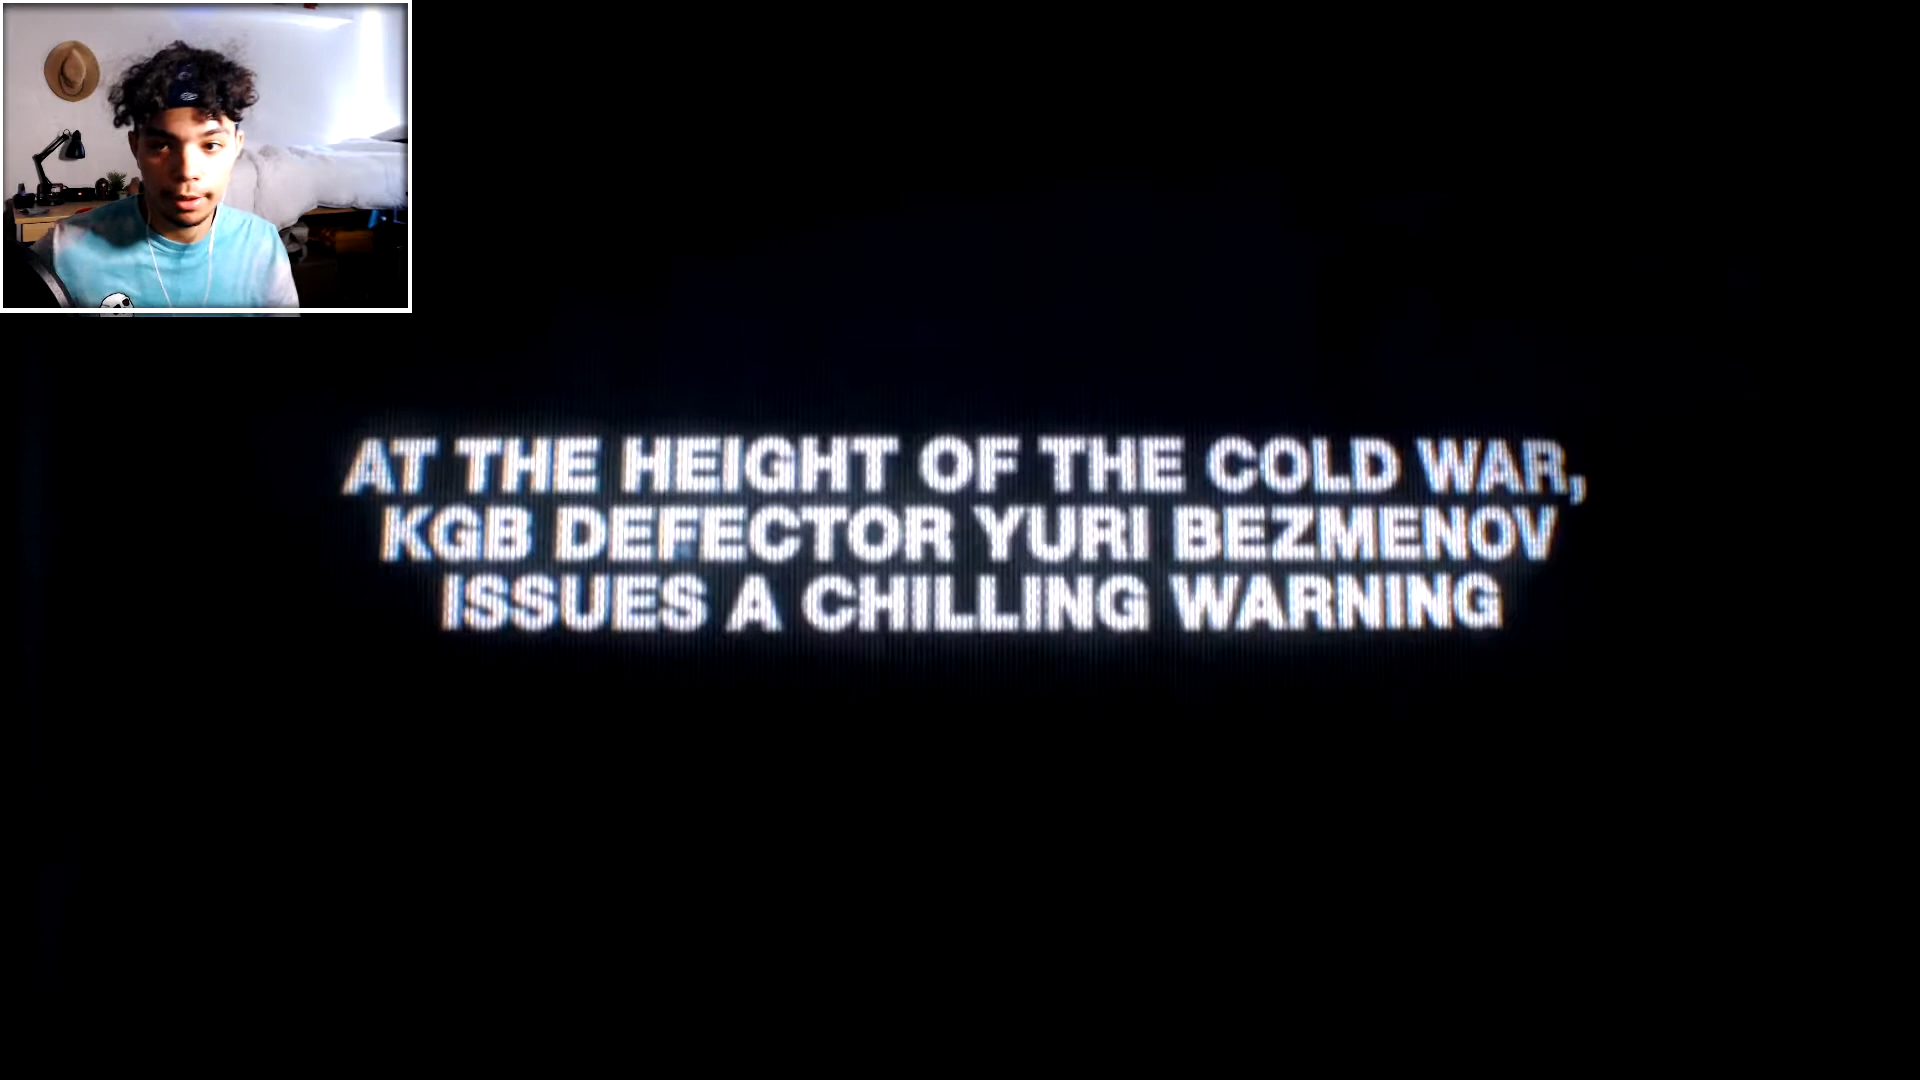 AT THE HEIGHT OF THE COLD WAR,
KGB DEFECTOR YURI BEZMENOV
ISSUES A CHILLING WARNING